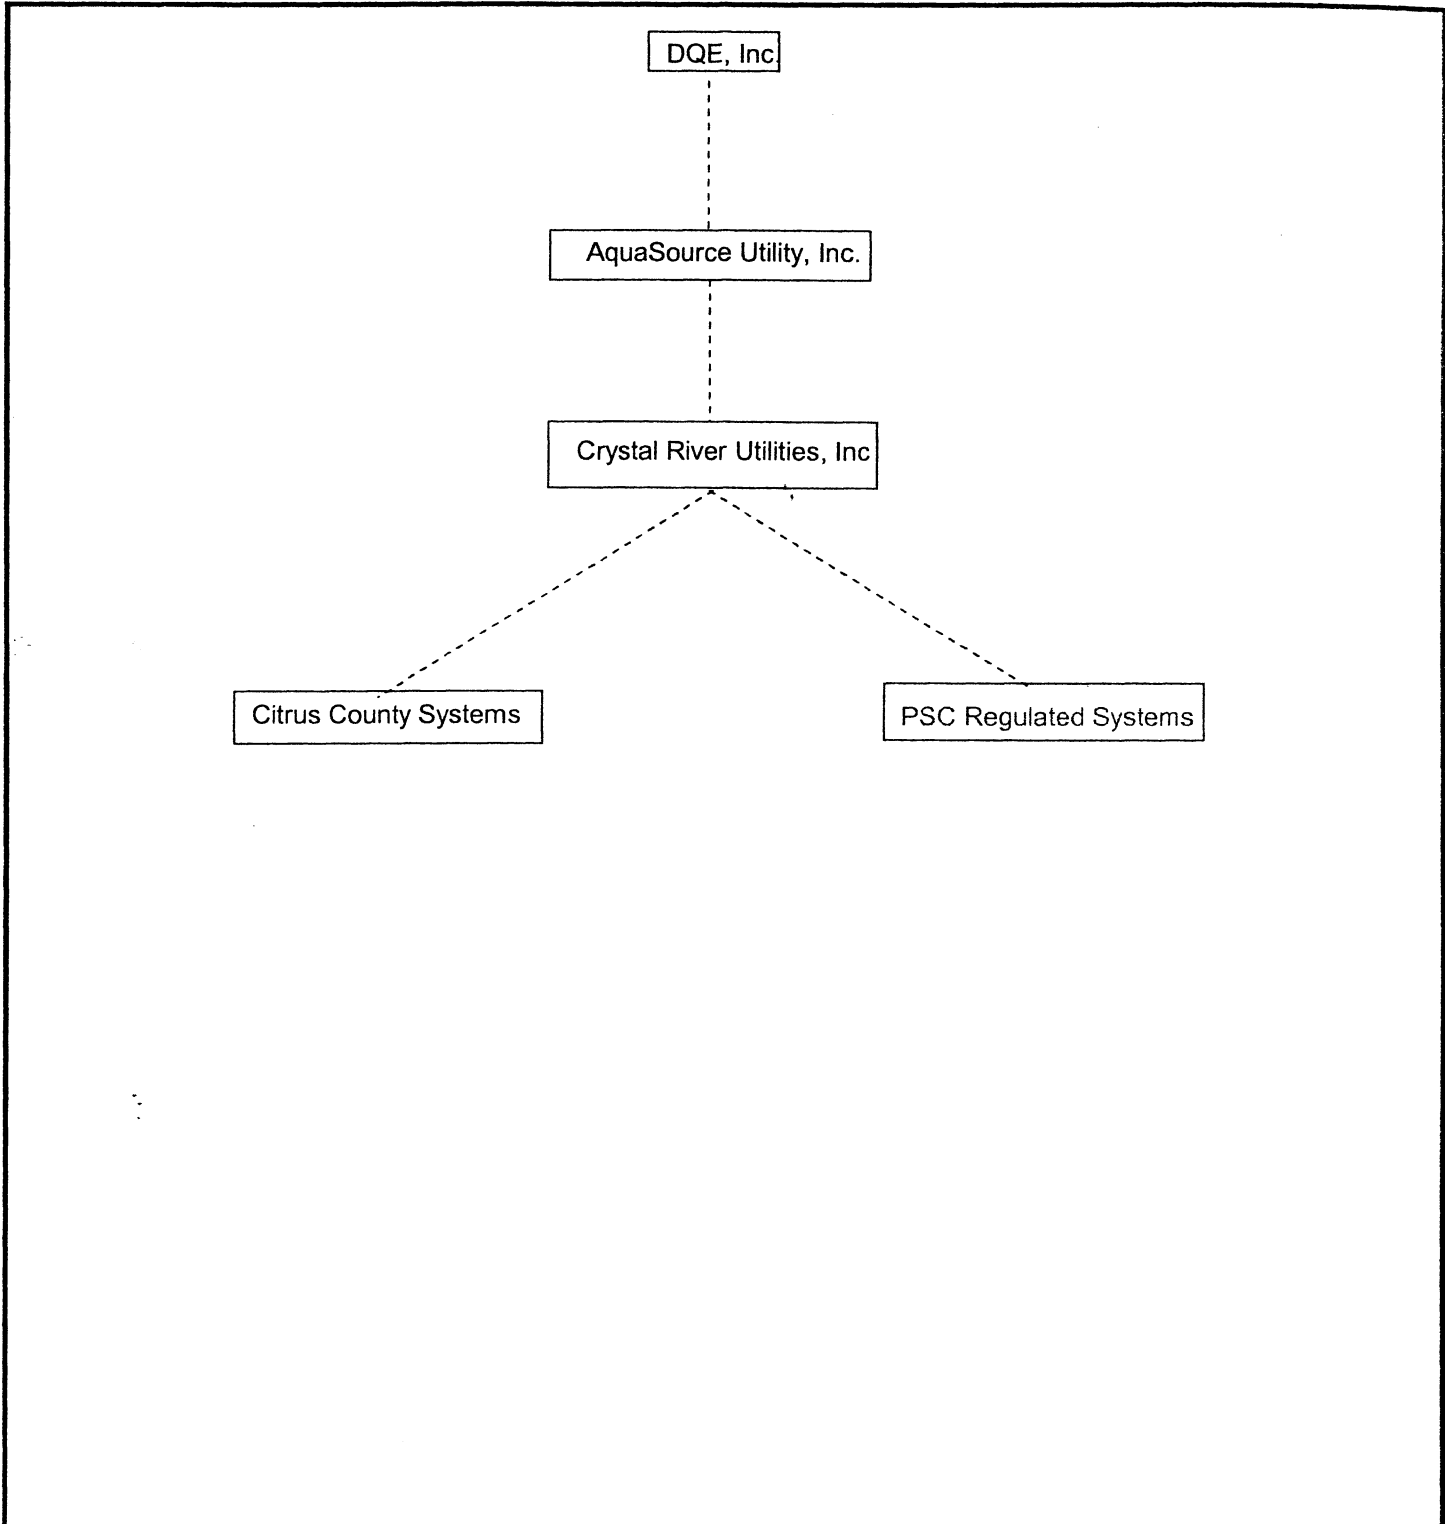 DQE, Inc
AquaSource Utility, Inc.
Crystal River Utilities, Inc
Citrus County Systems
PSC Regulated Systems